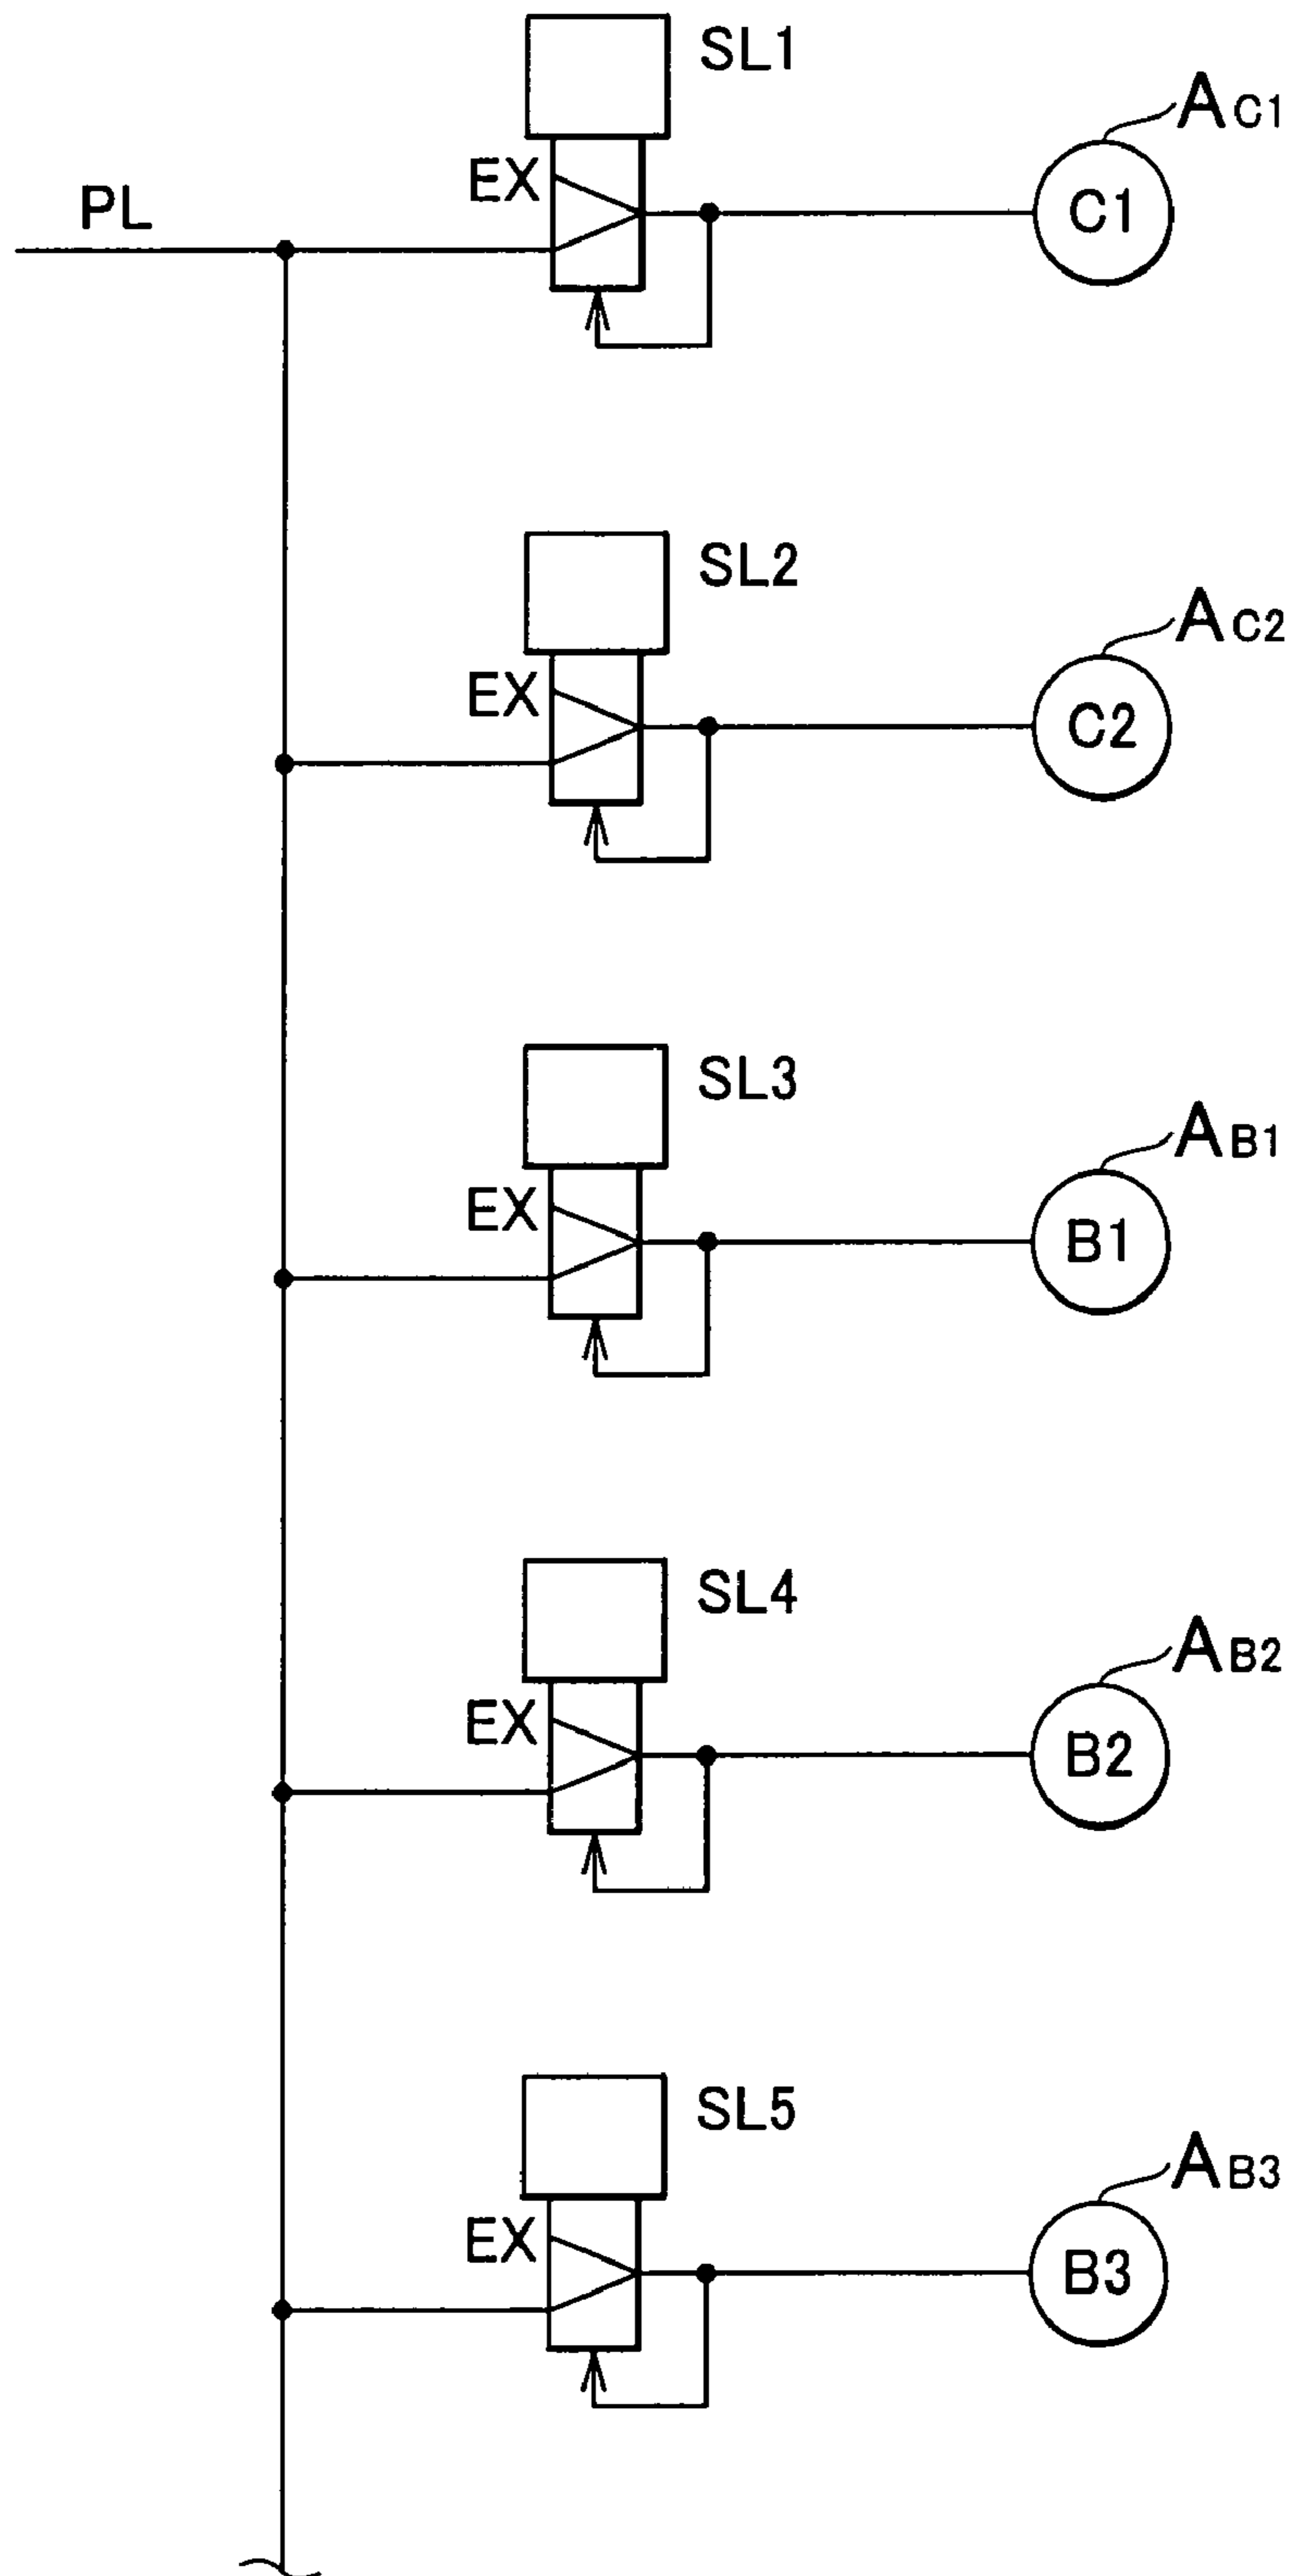 SL1
AC1
EX
PL
C1
SL2
AC2
EX
C2
SL3
AB1
EX
B1
SL4
AB2
EX
B2
SL5
AB3
EX
B3